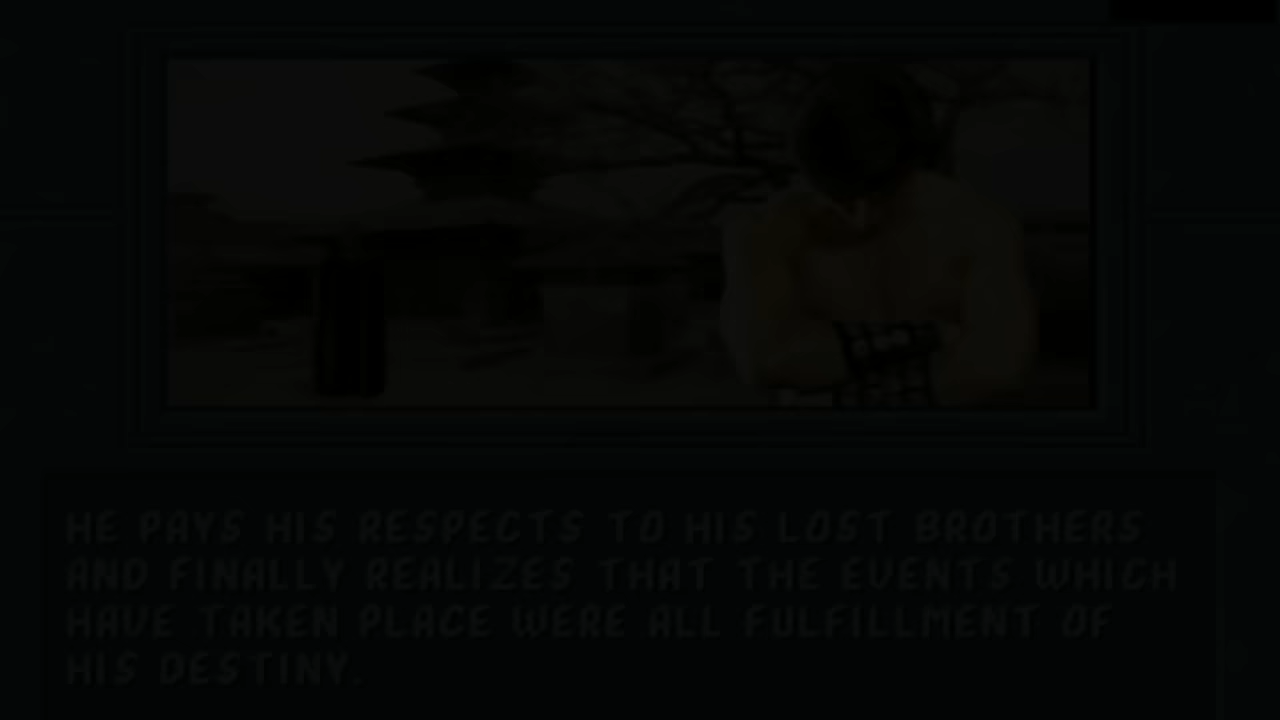 HE PAYS HIS RESPECTS TO HIS LOST BROTHERS
AND FINALLY REALIZES THAT THE EVENTS WHICH
HAVE TAKEN PLACE WERE ALL FULFILLMENT OF
HIS DESTINY.